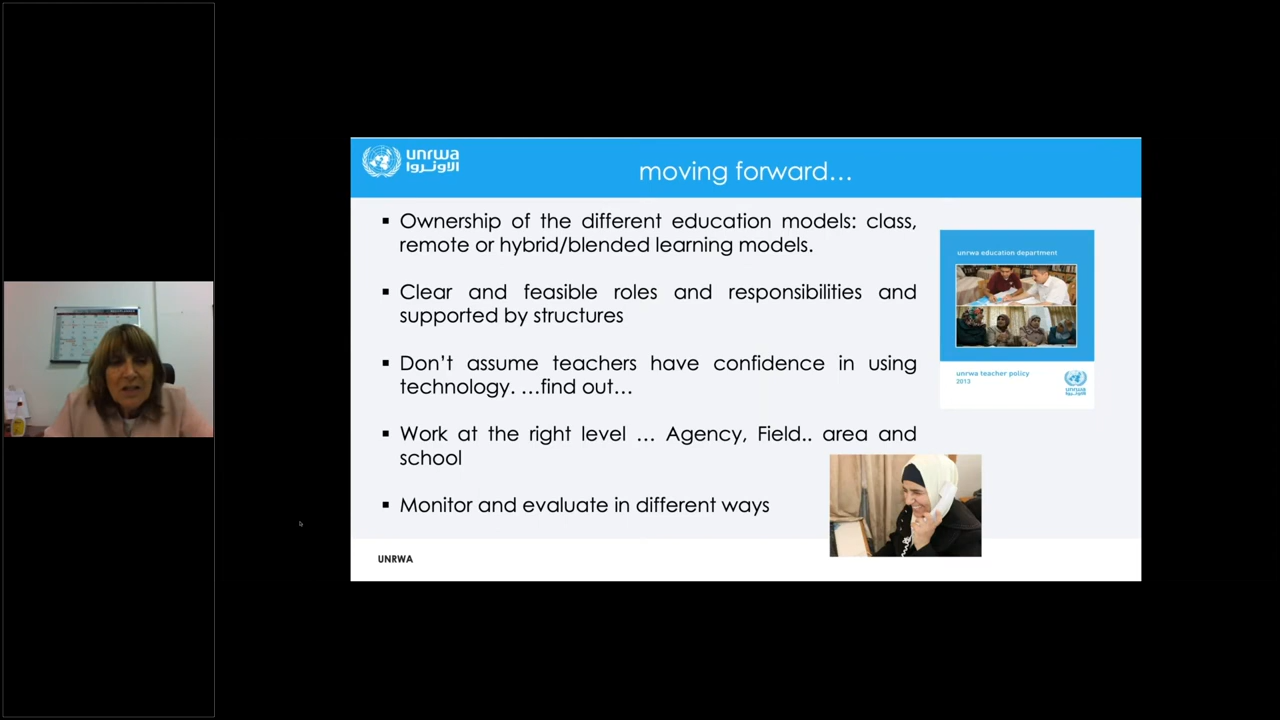 unrwa
الاونروا
moving forward...
▪ Ownership of the different education models: class,
remote or hybrid/blended learning models.
▪ Clear and feasible roles and responsibilities and
supported by structures
▪ Don't assume teachers have confidence in using
technology. ...find out...
▪ Work at the right level ... Agency, Field.. area and
school
▪ Monitor and evaluate in different ways
UNRWA
unrwa education department
unrwa teacher policy
2013
unrwa
الاونروا